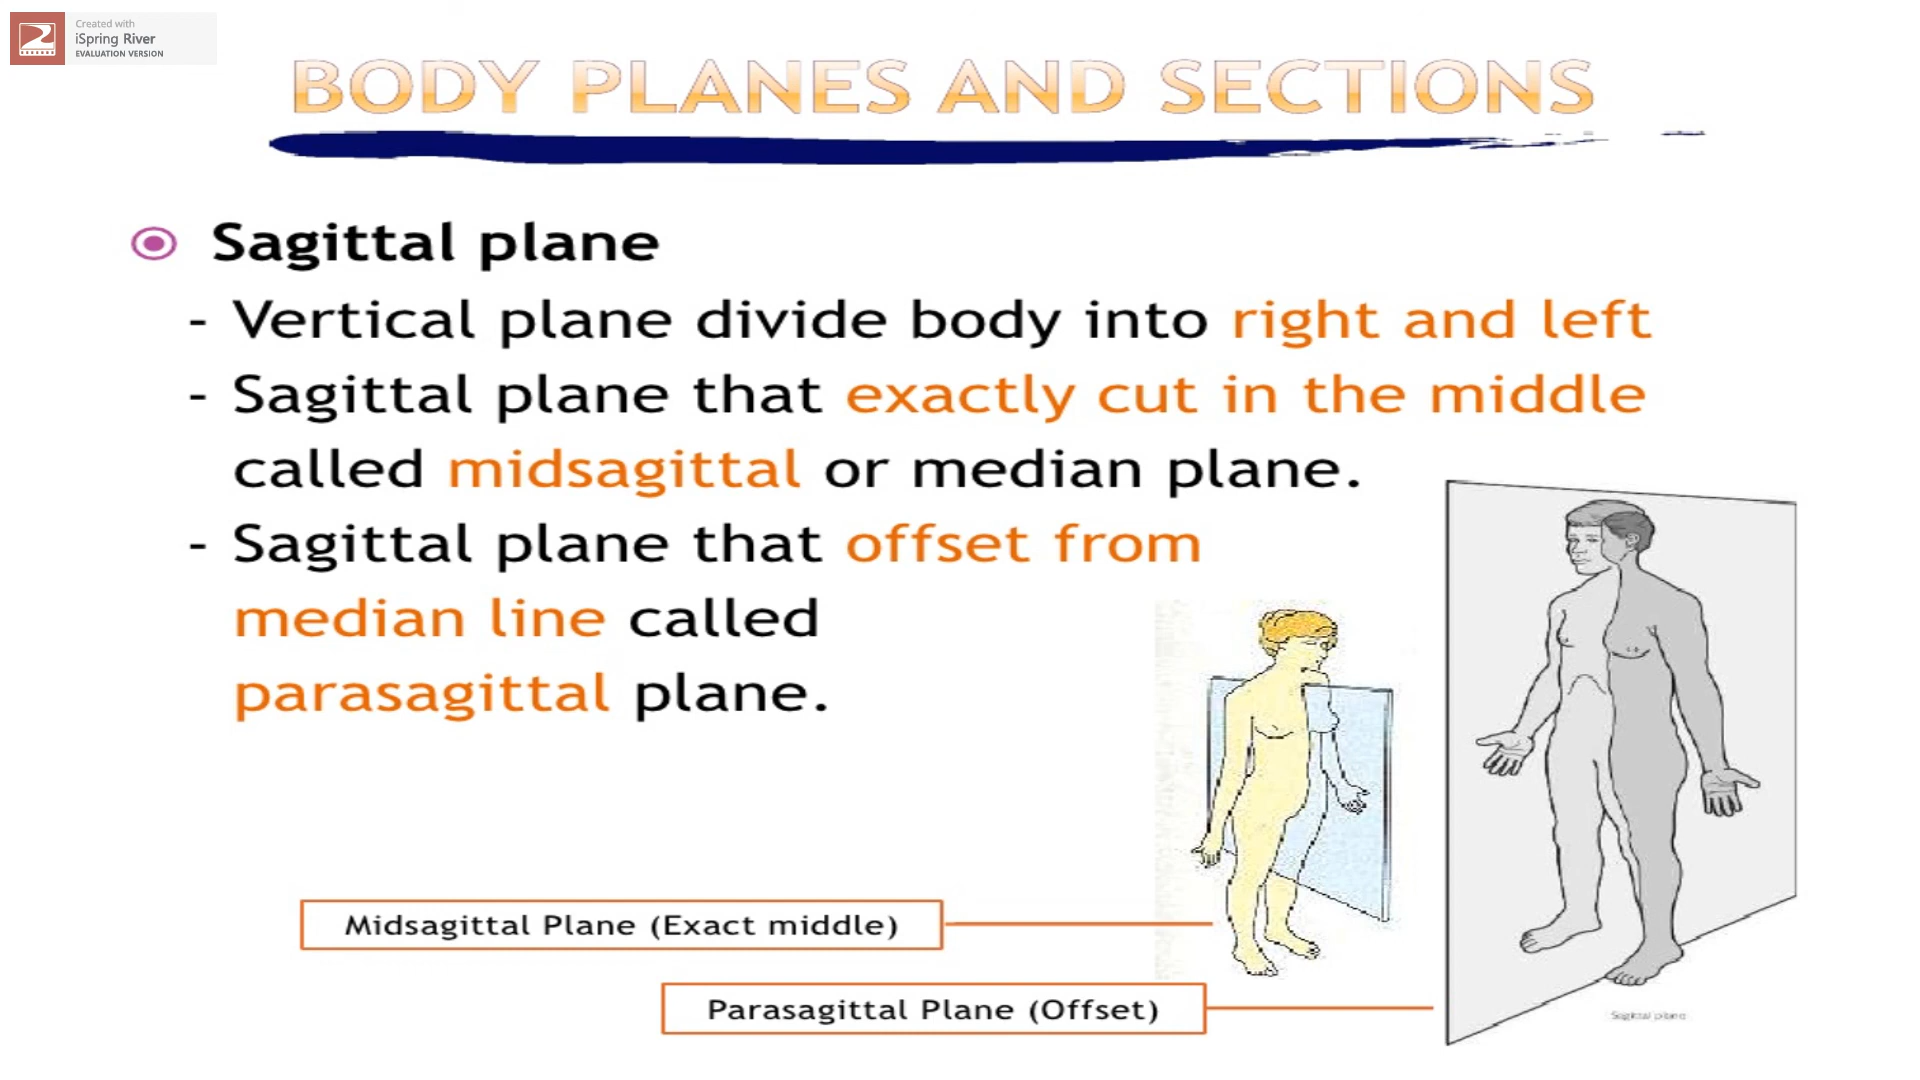 Created with
iSpring River
EVALUATION VERSION
BODY PLANES AND SECTIONS
Sagittal plane
- Vertical plane divide body into right and left
- Sagittal plane that exactly cut in the middle
called midsagittal or median plane.
- Sagittal plane that offset from
median line called
parasagittal plane.
Midsagittal Plane (Exact middle)
Parasagittal Plane (Offset)
Sagittal plane